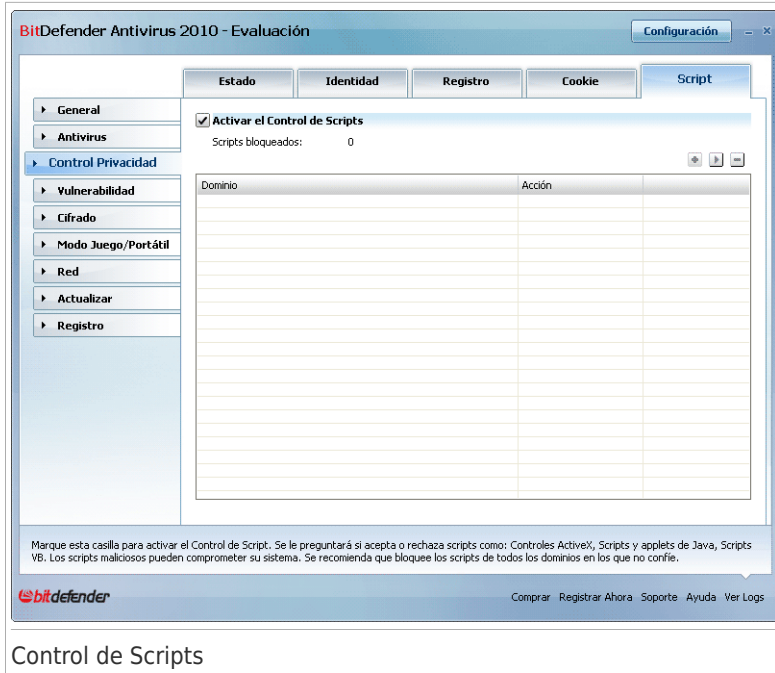 BitDefender Antivirus 2010 - Evaluación
Configuración
Estado
Identidad
Registro
Cookie
Script
General
Antivirus
Control Privacidad
Vulnerabilidad
Cifrado
Modo Juego/Portátil
Red
Actualizar
Registro
Activar el Control de Scripts
Scripts bloqueados: 0
Dominio
Acción
Marque esta casilla para activar el Control de Script. Se le preguntará si acepta o rechaza scripts como: Controles ActiveX, Scripts y applets de Java, Scripts
VB. Los scripts maliciosos pueden comprometer su sistema. Se recomienda que bloquee los scripts de todos los dominios en los que no confíe.
bitdefender
Comprar Registrar Ahora Soporte Ayuda Ver Logs
Control de Scripts